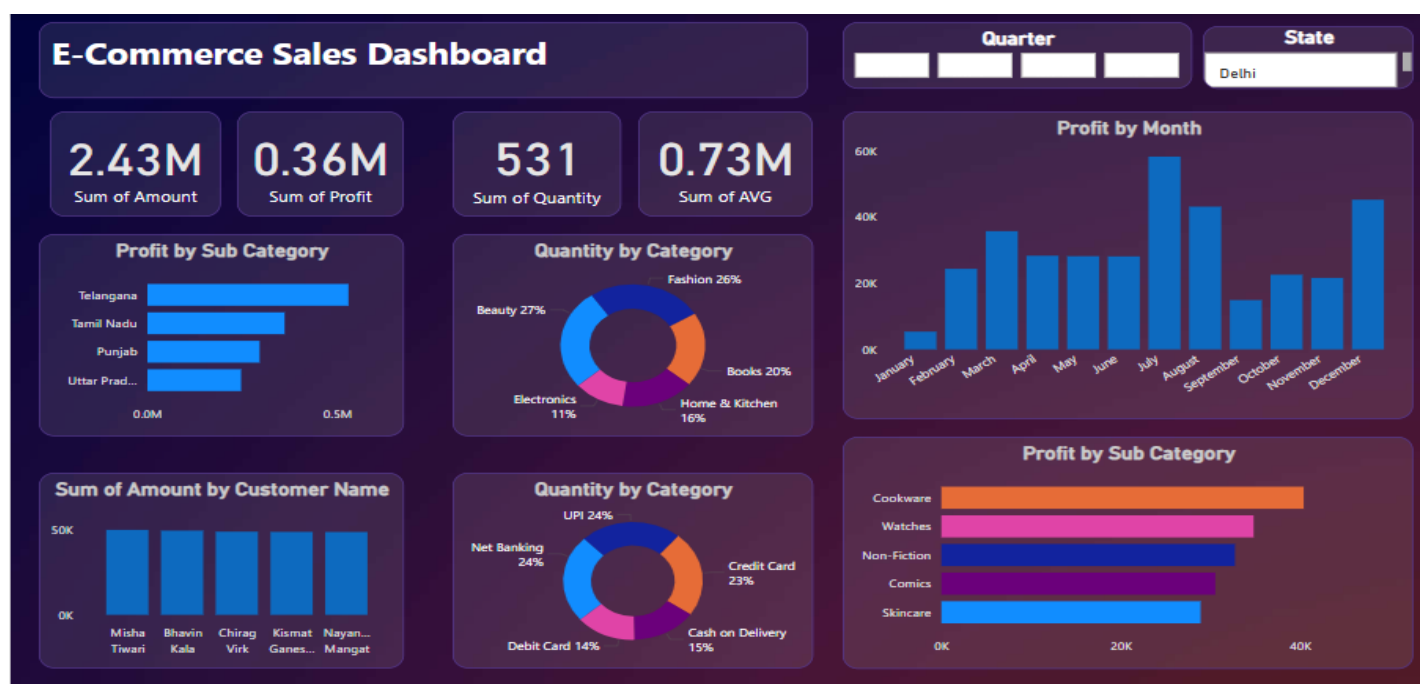 E-Commerce Sales Dashboard
Quarter
State
Delhi
2.43M
Sum of Amount
0.36M
Sum of Profit
531
Sum of Quantity
0.73M
Sum of AVG
Profit by Sub Category
Telangana
Tamil Nadu
Punjab
Uttar Prad...
0.0M
0.5M
Quantity by Category
Fashion 26%
Beauty 27%
Books 20%
Electronics
11%
Home & Kitchen
16%
Profit by Month
60K
40K
20K
0K
January
February
March
April
May
June
July
August
September
October
November
December
Sum of Amount by Customer Name
50K
0K
Misha
Tiwari
Bhavin
Kala
Chirag
Virk
Kismat
Ganes...
Nayan...
Mangat
Quantity by Category
UPI 24%
Net Banking
24%
Credit Card
23%
Cash on Delivery
15%
Debit Card 14%
Profit by Sub Category
Cookware
Watches
Non-Fiction
Comics
Skincare
0K
20K
40K